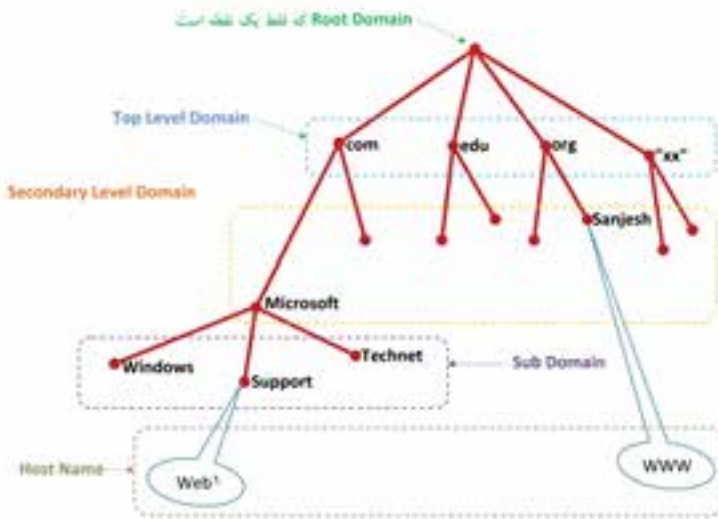 Root Domain که فقط یک نقطه است
Top Level Domain
com
edu
org
"xx"
Secondary Level Domain
Sanjesh
Microsoft
Windows
Technet
Support
Sub Domain
Host Name
Web۱
WWW